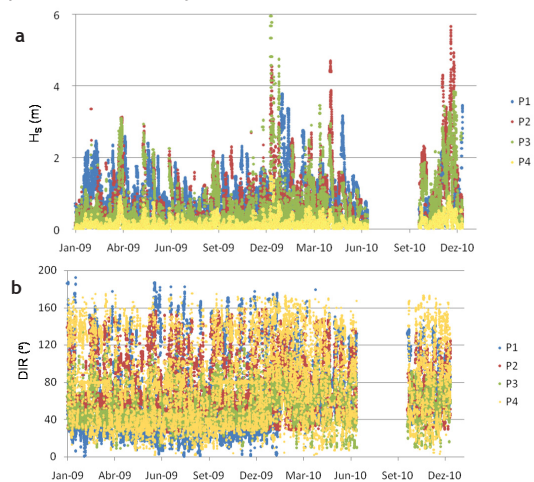 a
6
4
2
0
Hs (m)
Jan-09 Abr-09 Jun-09 Set-09 Dez-09 Mar-10 Jun-10 Set-10 Dez-10
P1
P2
P3
P4
b
200
160
120
80
40
0
DIR (º)
Jan-09 Abr-09 Jun-09 Set-09 Dez-09 Mar-10 Jun-10 Set-10 Dez-10
P1
P2
P3
P4